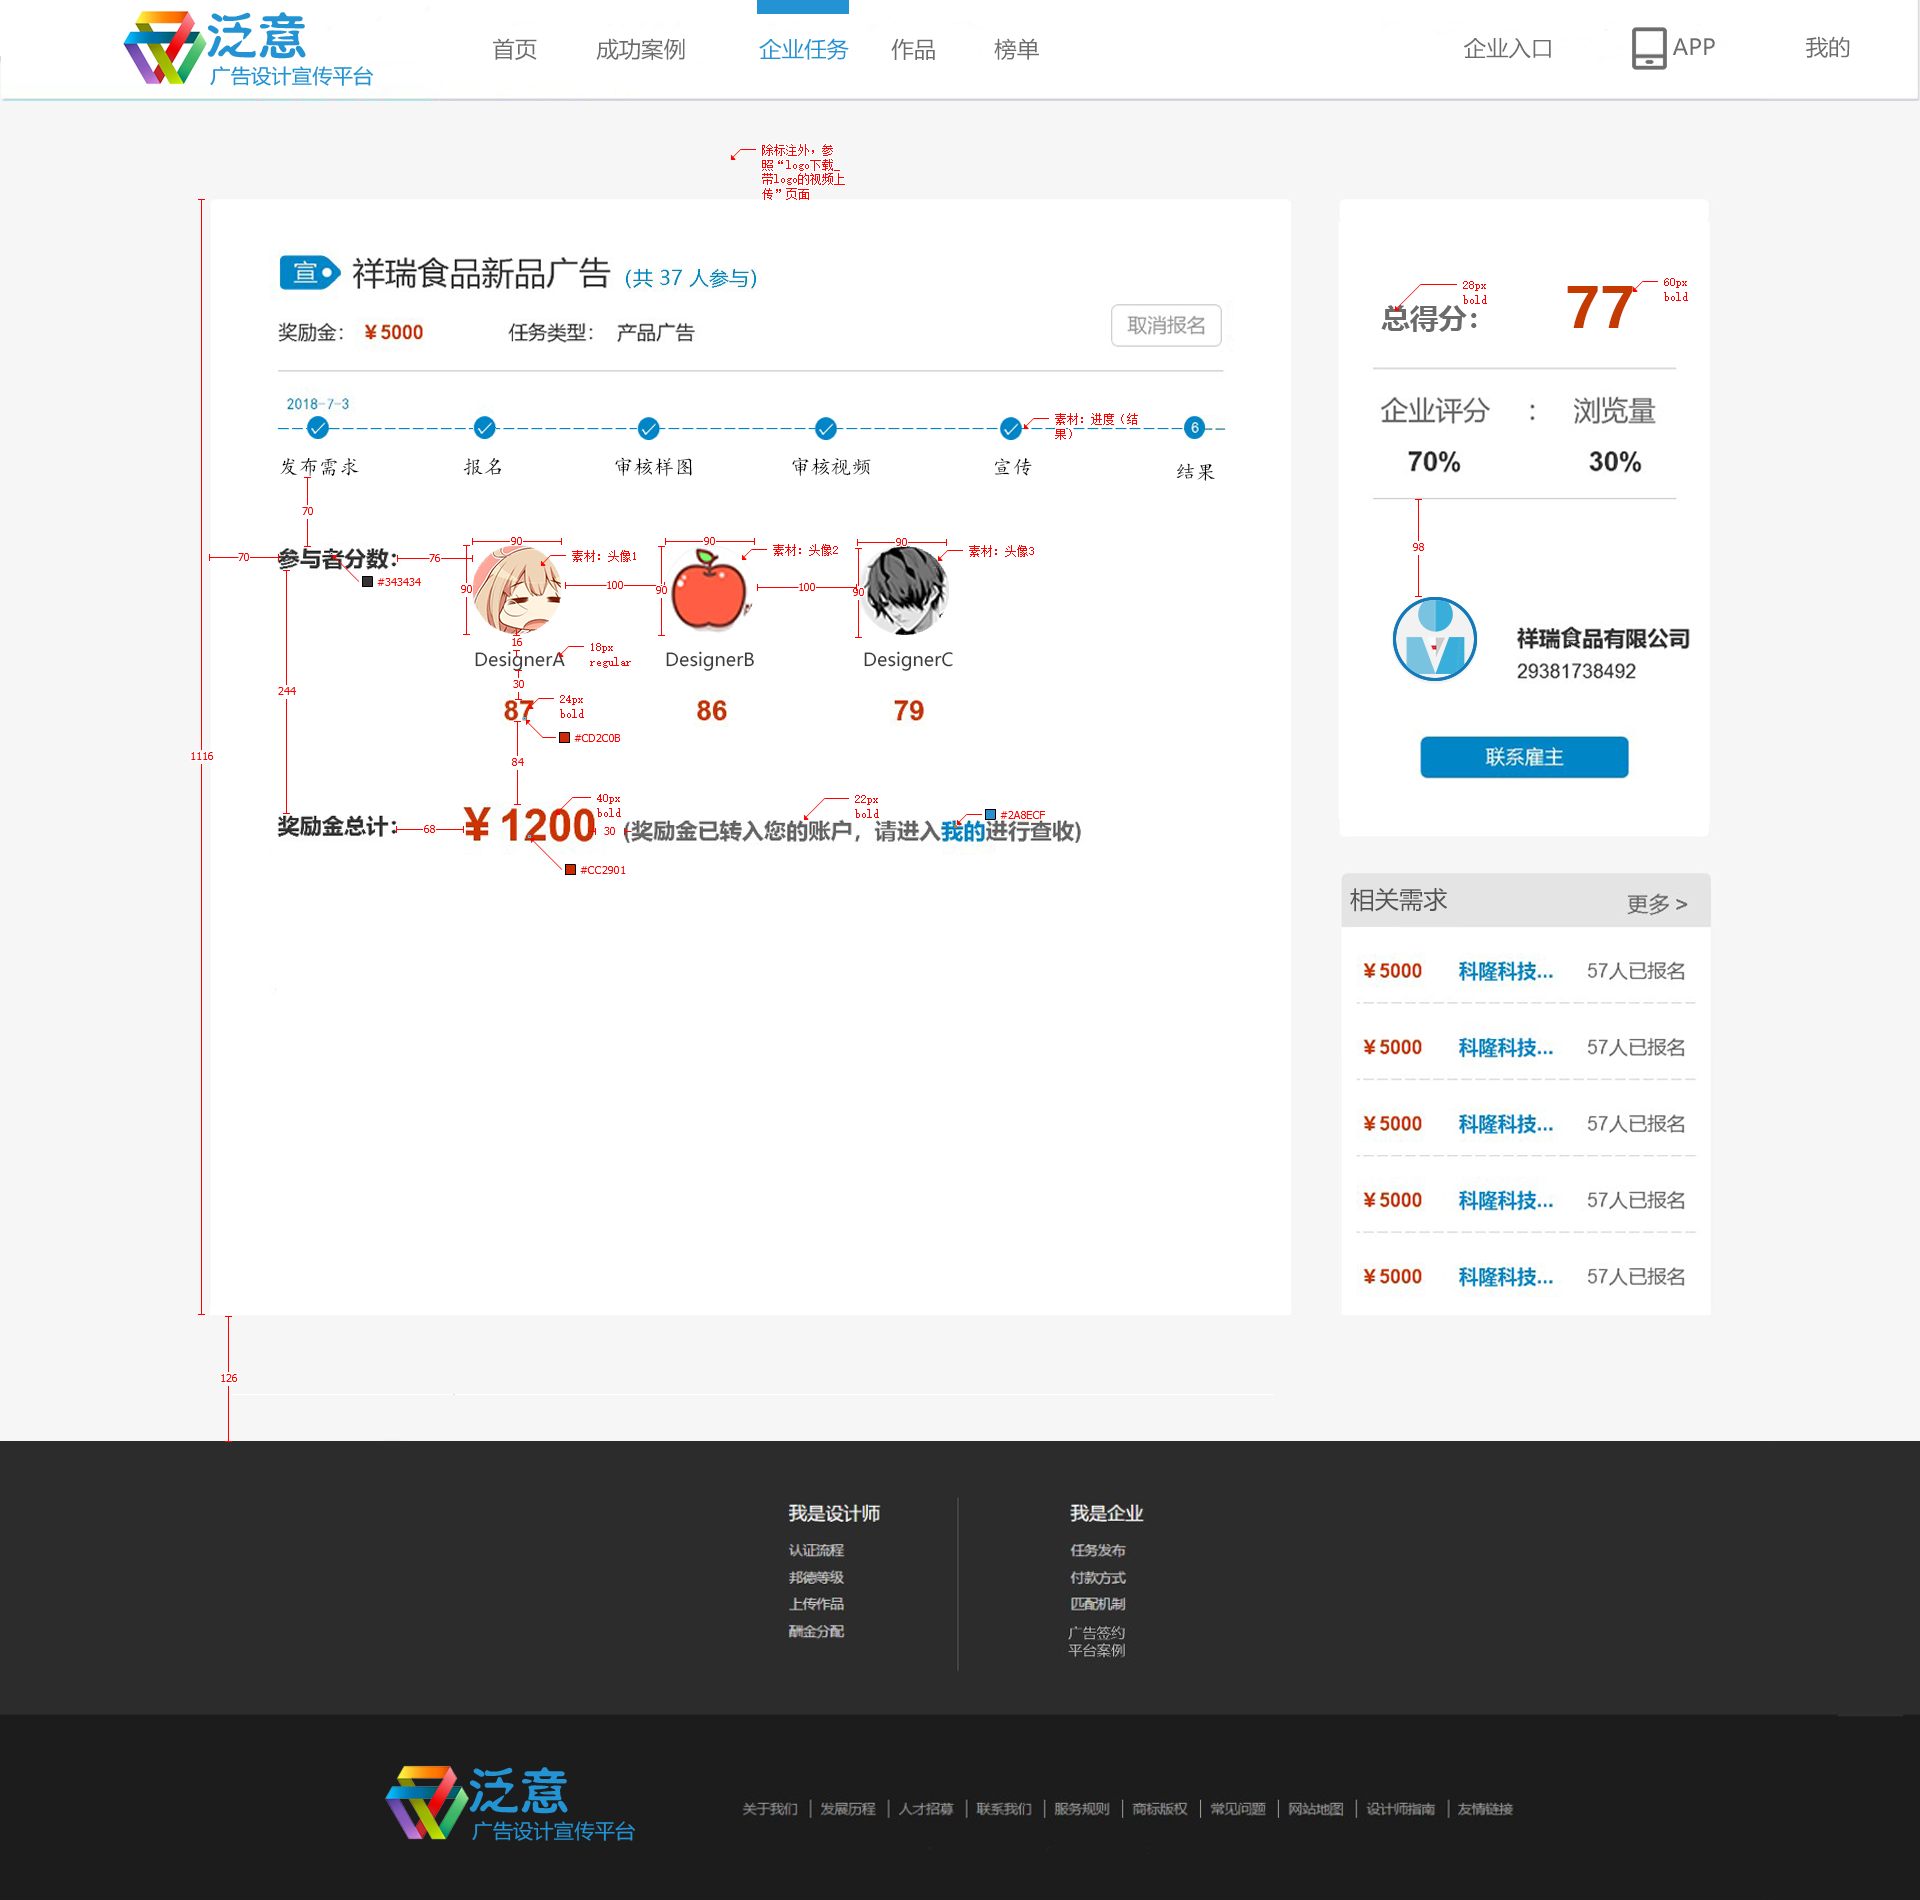 泛意
广告设计宣传平台
首页
成功案例
企业任务
作品
榜单
企业入口
APP
我的
除标注外，参
照“logo下载_
带logo的视频上
传”页面
宣
祥瑞食品新品广告 (共 37 人参与)
奖励金： ¥5000 任务类型： 产品广告
取消报名
2018-7-3
素材：进度（结
果）
6
发布需求
报名
审核样图
审核视频
宣传
结果
70
70
参与者分数:
76
#343434
90
90
90
素材：头像1
素材：头像2
素材：头像3
90
100
90
100
90
16
DesignerA
DesignerB
DesignerC
18px
regular
30
244
24px
bold
87
86
79
#CD2C0B
1116
84
40px
bold
22px
bold
#2A8ECF
奖励金总计:
68
¥1200
30
(奖励金已转入您的账户，请进入我的进行查收)
#CC2901
126
28px
bold
60px
bold
总得分:
77
企业评分 : 浏览量
70% 30%
98
祥瑞食品有限公司
29381738492
联系雇主
相关需求 更多 >
¥5000 科隆科技... 57人已报名
¥5000 科隆科技... 57人已报名
¥5000 科隆科技... 57人已报名
¥5000 科隆科技... 57人已报名
¥5000 科隆科技... 57人已报名
我是设计师
认证流程
邦德等级
上传作品
酬金分配
我是企业
任务发布
付款方式
匹配机制
广告签约
平台案例
泛意
广告设计宣传平台
关于我们 | 发展历程 | 人才招募 | 联系我们 | 服务规则 | 商标版权 | 常见问题 | 网站地图 | 设计师指南 | 友情链接